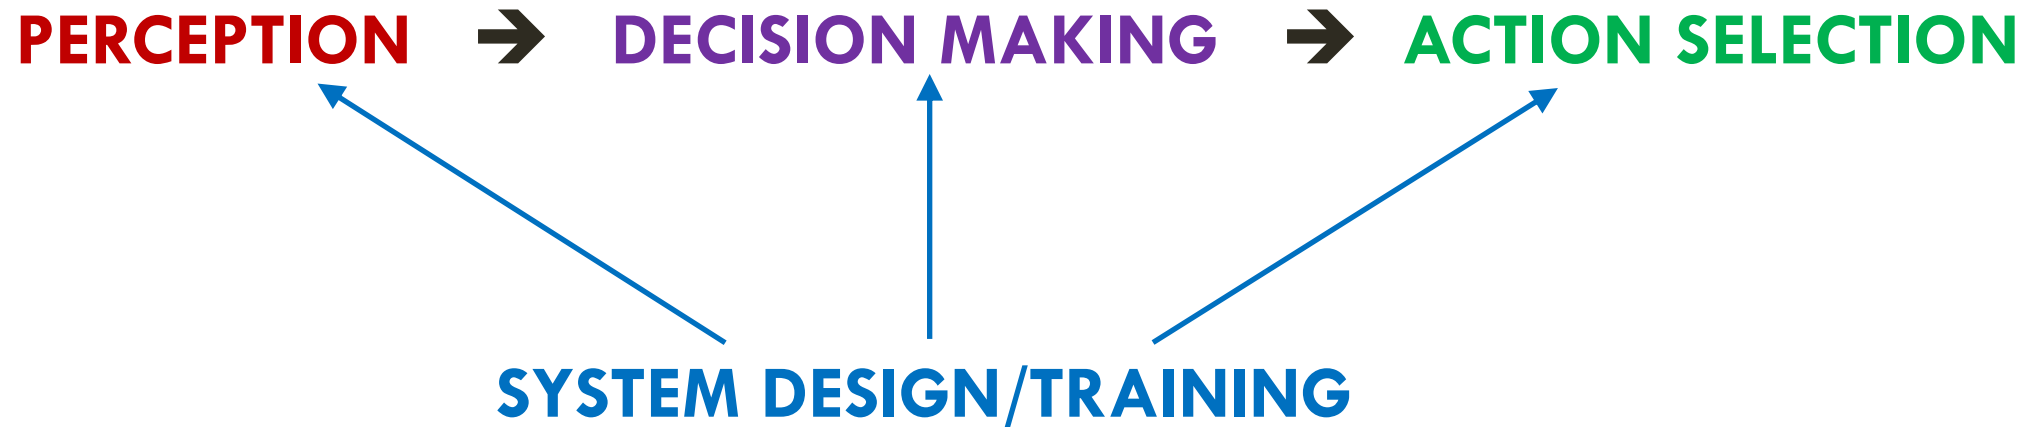 PERCEPTION → DECISION MAKING → ACTION SELECTION
SYSTEM DESIGN/TRAINING